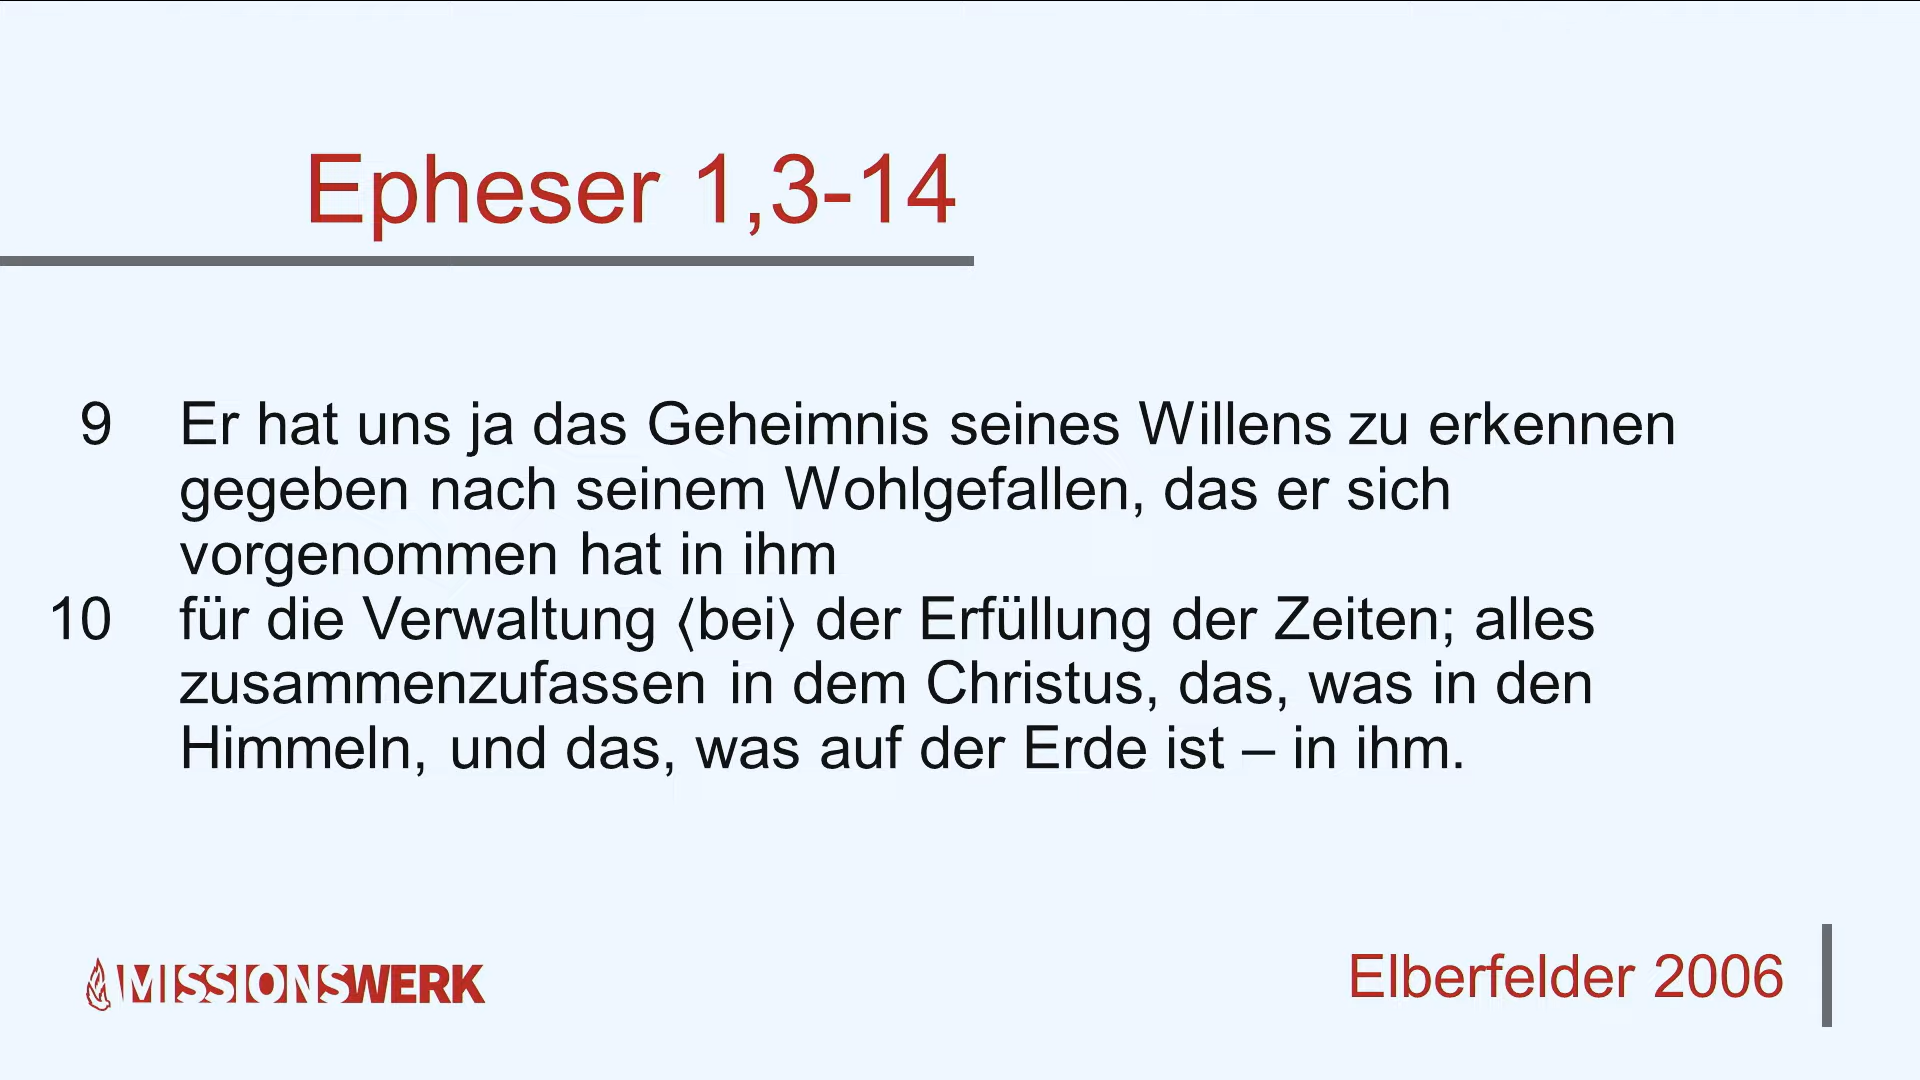 Epheser 1,3-14
9 Er hat uns ja das Geheimnis seines Willens zu erkennen
gegeben nach seinem Wohlgefallen, das er sich
vorgenommen hat in ihm
10 für die Verwaltung ⟨bei⟩ der Erfüllung der Zeiten; alles
zusammenzufassen in dem Christus, das, was in den
Himmeln, und das, was auf der Erde ist – in ihm.
MISSIONSWERK
Elberfelder 2006